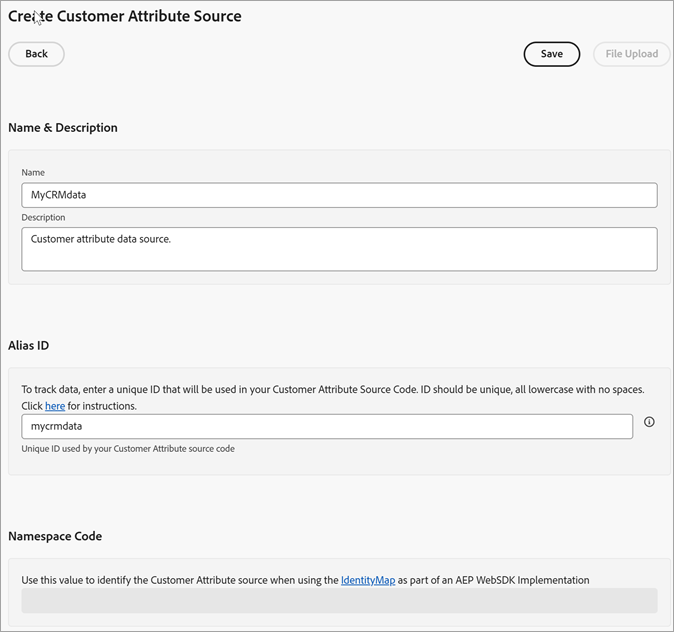 Create Customer Attribute Source
Back
Save
File Upload
Name & Description
Name
MyCRMdata
Description
Customer attribute data source.
Alias ID
To track data, enter a unique ID that will be used in your Customer Attribute Source Code. ID should be unique, all lowercase with no spaces.
Click here for instructions.
mycrmdata
Unique ID used by your Customer Attribute source code
Namespace Code
Use this value to identify the Customer Attribute source when using the IdentityMap as part of an AEP WebSDK Implementation